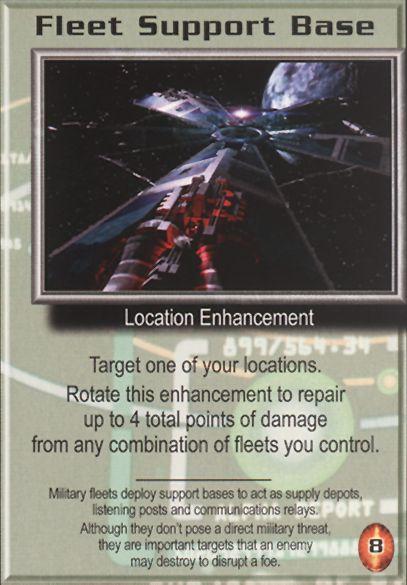 Fleet Support Base
Location Enhancement
899/564.34
Target one of your locations.
Rotate this enhancement to repair
up to 4 total points of damage
from any combination of fleets you control.
Military fleets deploy support bases to act as supply depots,
listening posts and communications relays.
Although they don't pose a direct military threat,
they are important targets that an enemy
may destroy to disrupt a foe.
8